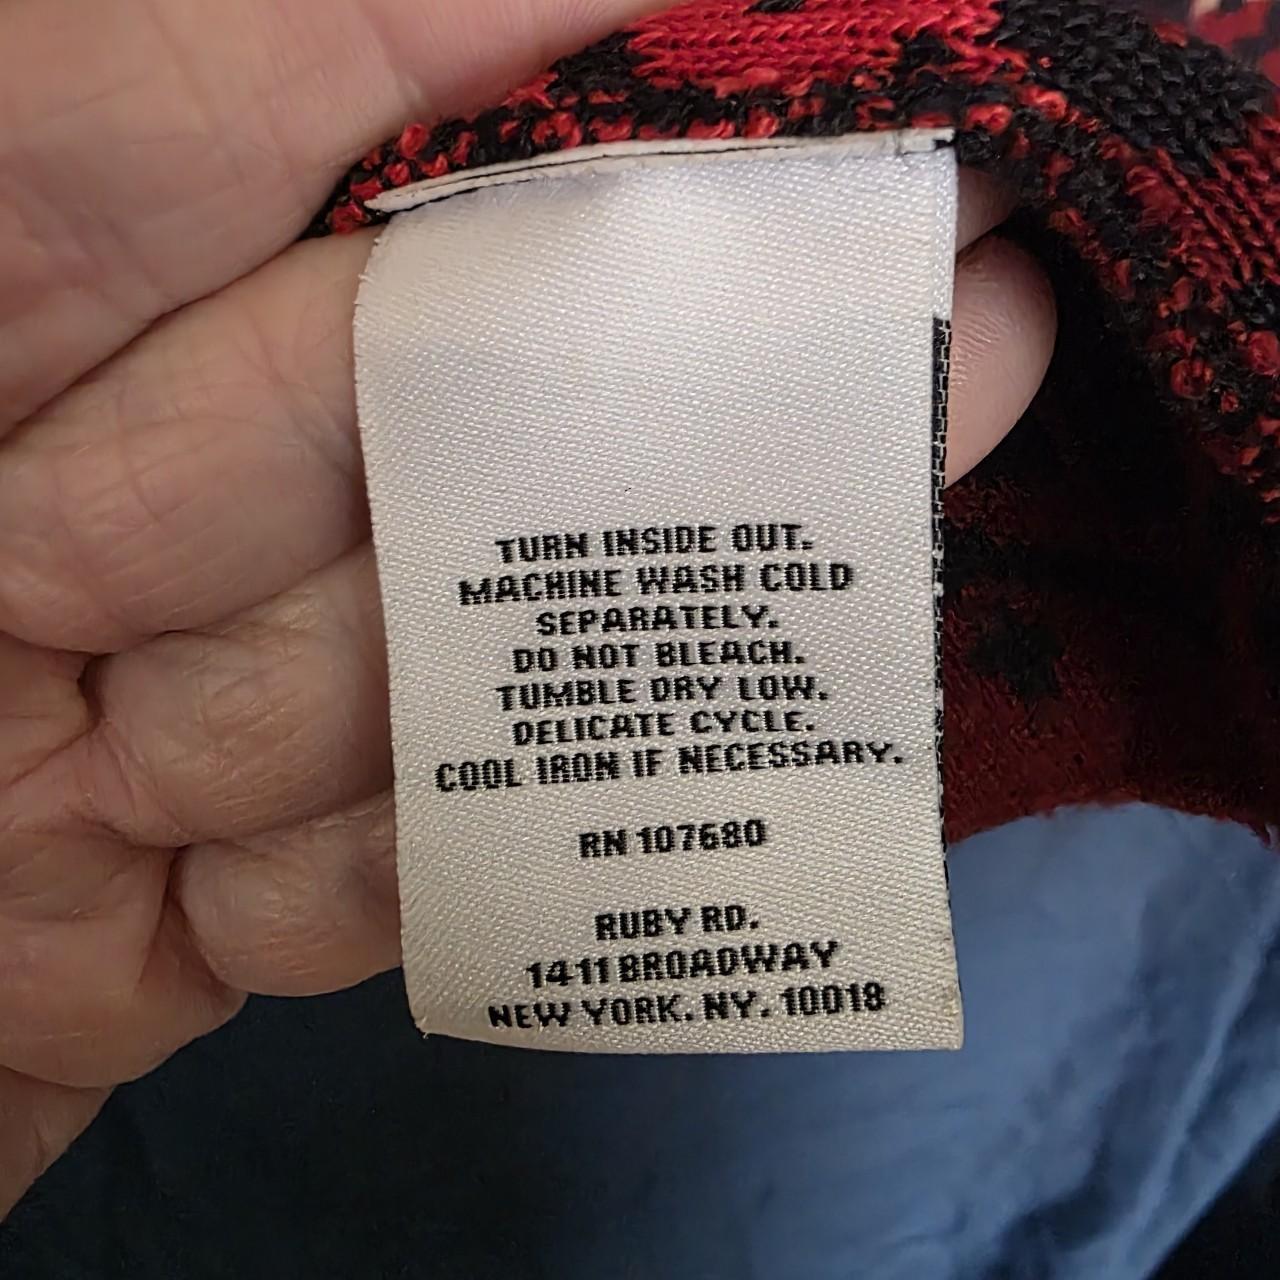 TURN INSIDE OUT.
MACHINE WASH COLD
SEPARATELY.
DO NOT BLEACH.
TUMBLE DRY LOW.
DELICATE CYCLE.
COOL IRON IF NECESSARY.
RN 107680
RUBY RD.
1411 BROADWAY
NEW YORK. NY. 10018